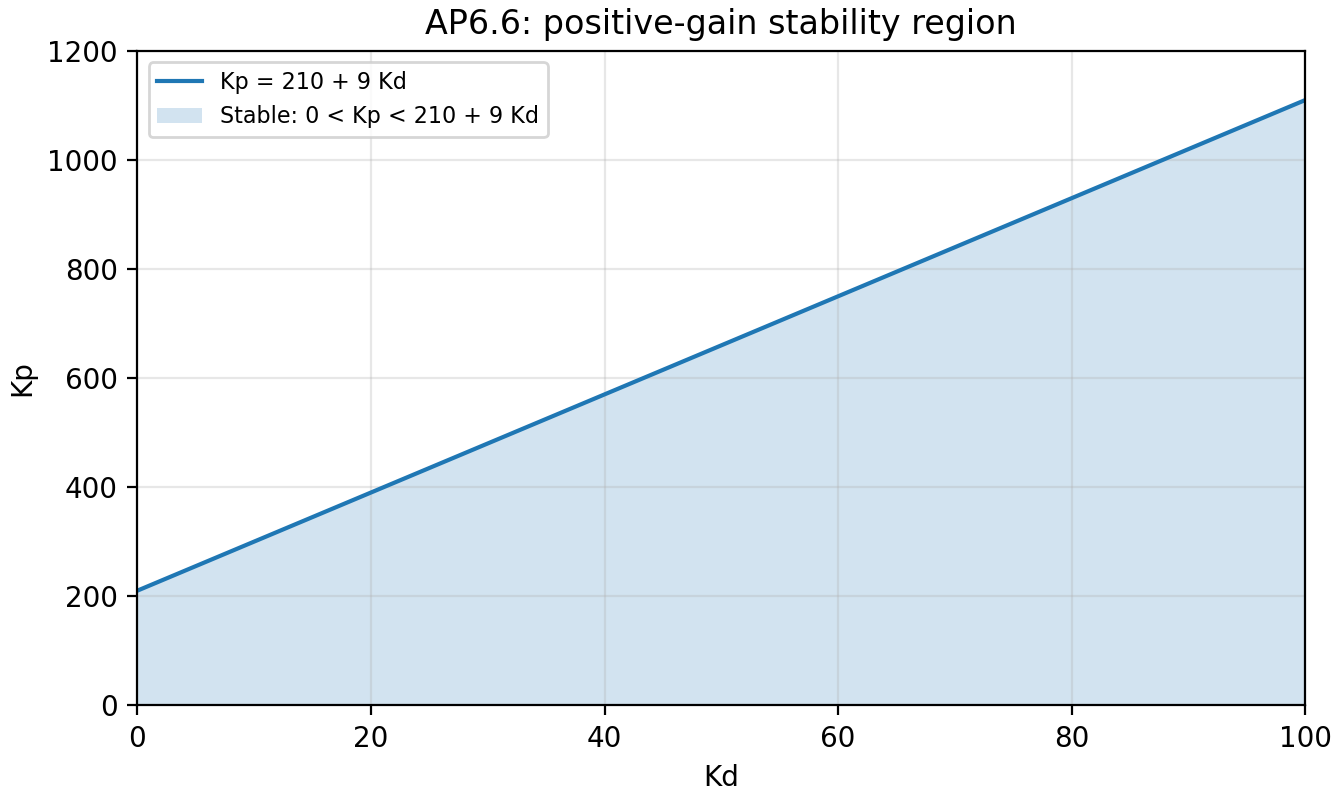 AP6.6: positive-gain stability region
Kp = 210 + 9 Kd
Stable: 0 < Kp < 210 + 9 Kd
1200
1000
800
600
400
200
0
Kp
0 20 40 60 80 100
Kd